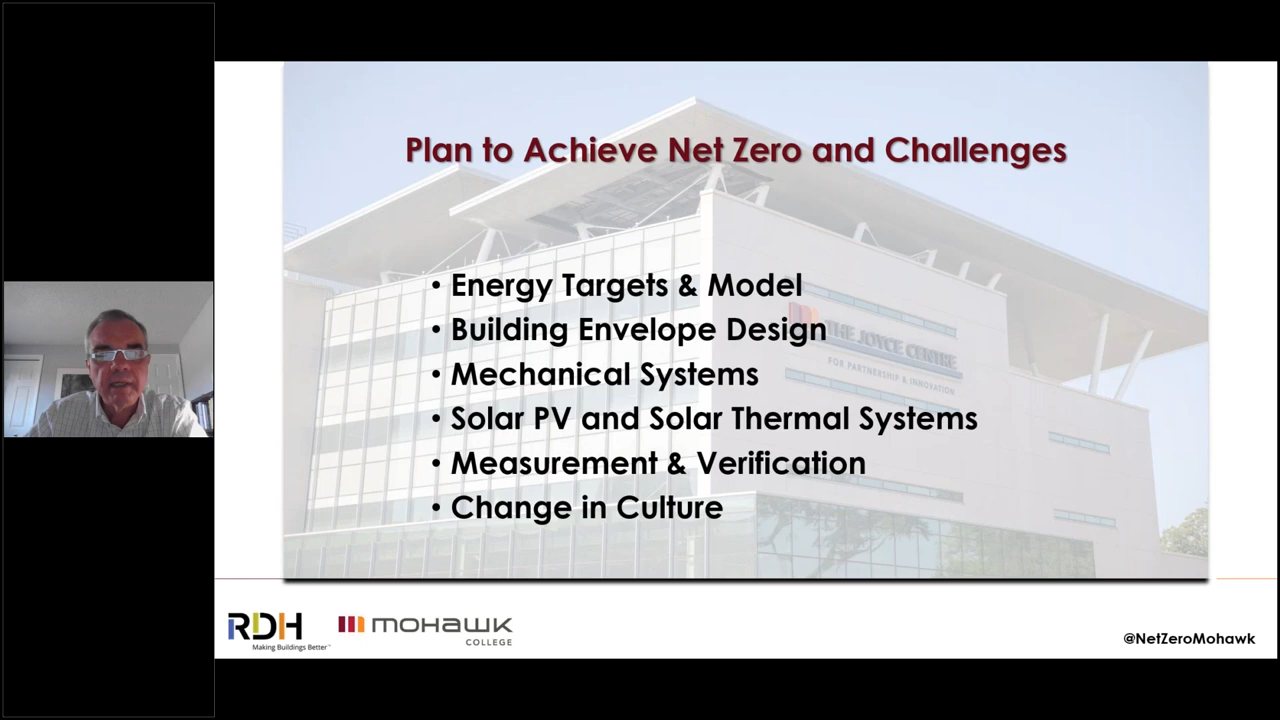 Plan to Achieve Net Zero and Challenges
• Energy Targets & Model
• Building Envelope Design
• Mechanical Systems
• Solar PV and Solar Thermal Systems
• Measurement & Verification
• Change in Culture
THE JOYCE CENTRE
FOR PARTNERSHIP & INNOVATION
RDH
Making Buildings Better™
mohawk
COLLEGE
@NetZeroMohawk